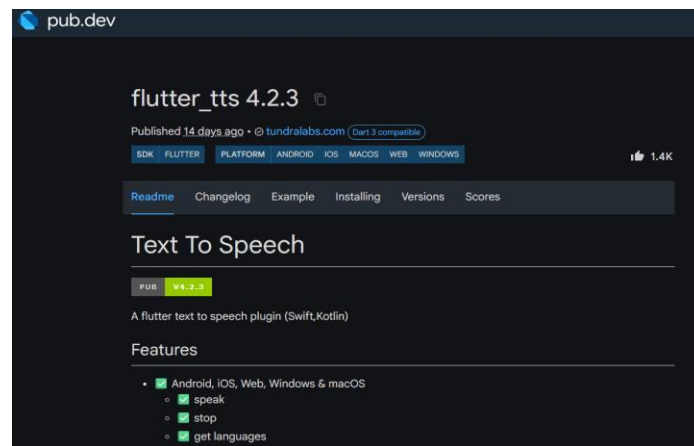 pub.dev
flutter_tts 4.2.3
Published 14 days ago • tundralabs.com Dart 3 compatible
SDK FLUTTER PLATFORM ANDROID IOS MACOS WEB WINDOWS 1.4K
Readme Changelog Example Installing Versions Scores
Text To Speech
PUB V4.2.3
A flutter text to speech plugin (Swift,Kotlin)
Features
• ✅ Android, iOS, Web, Windows & macOS
◦ ✅ speak
◦ ✅ stop
◦ ✅ get languages